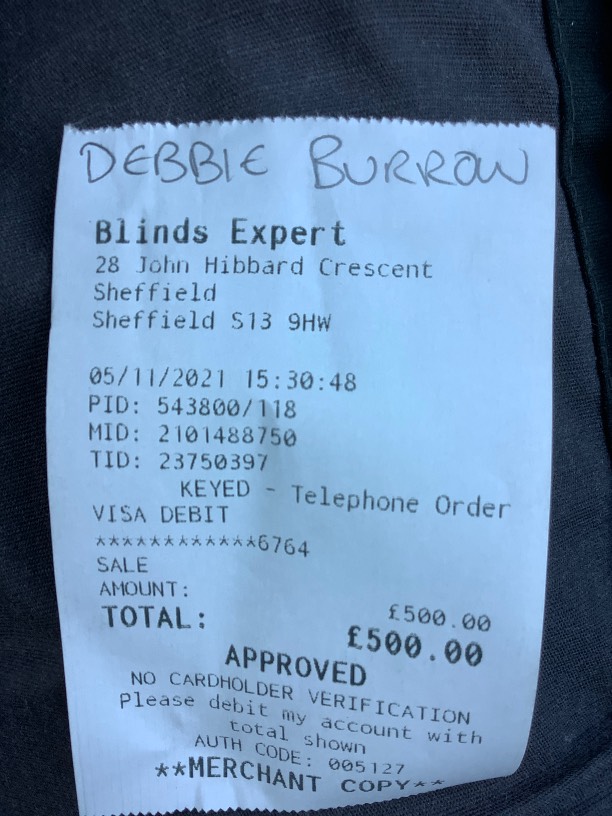 DEBBIE BURROW
Blinds Expert
28 John Hibbard Crescent
Sheffield
Sheffield S13 9HW
05/11/2021 15:30:48
PID: 543800/118
MID: 2101488750
TID: 23750397
KEYED - Telephone Order
VISA DEBIT
************6764
SALE
AMOUNT: £500.00
TOTAL: £500.00
APPROVED
NO CARDHOLDER VERIFICATION
Please debit my account with
total shown
AUTH CODE: 005127
**MERCHANT COPY**